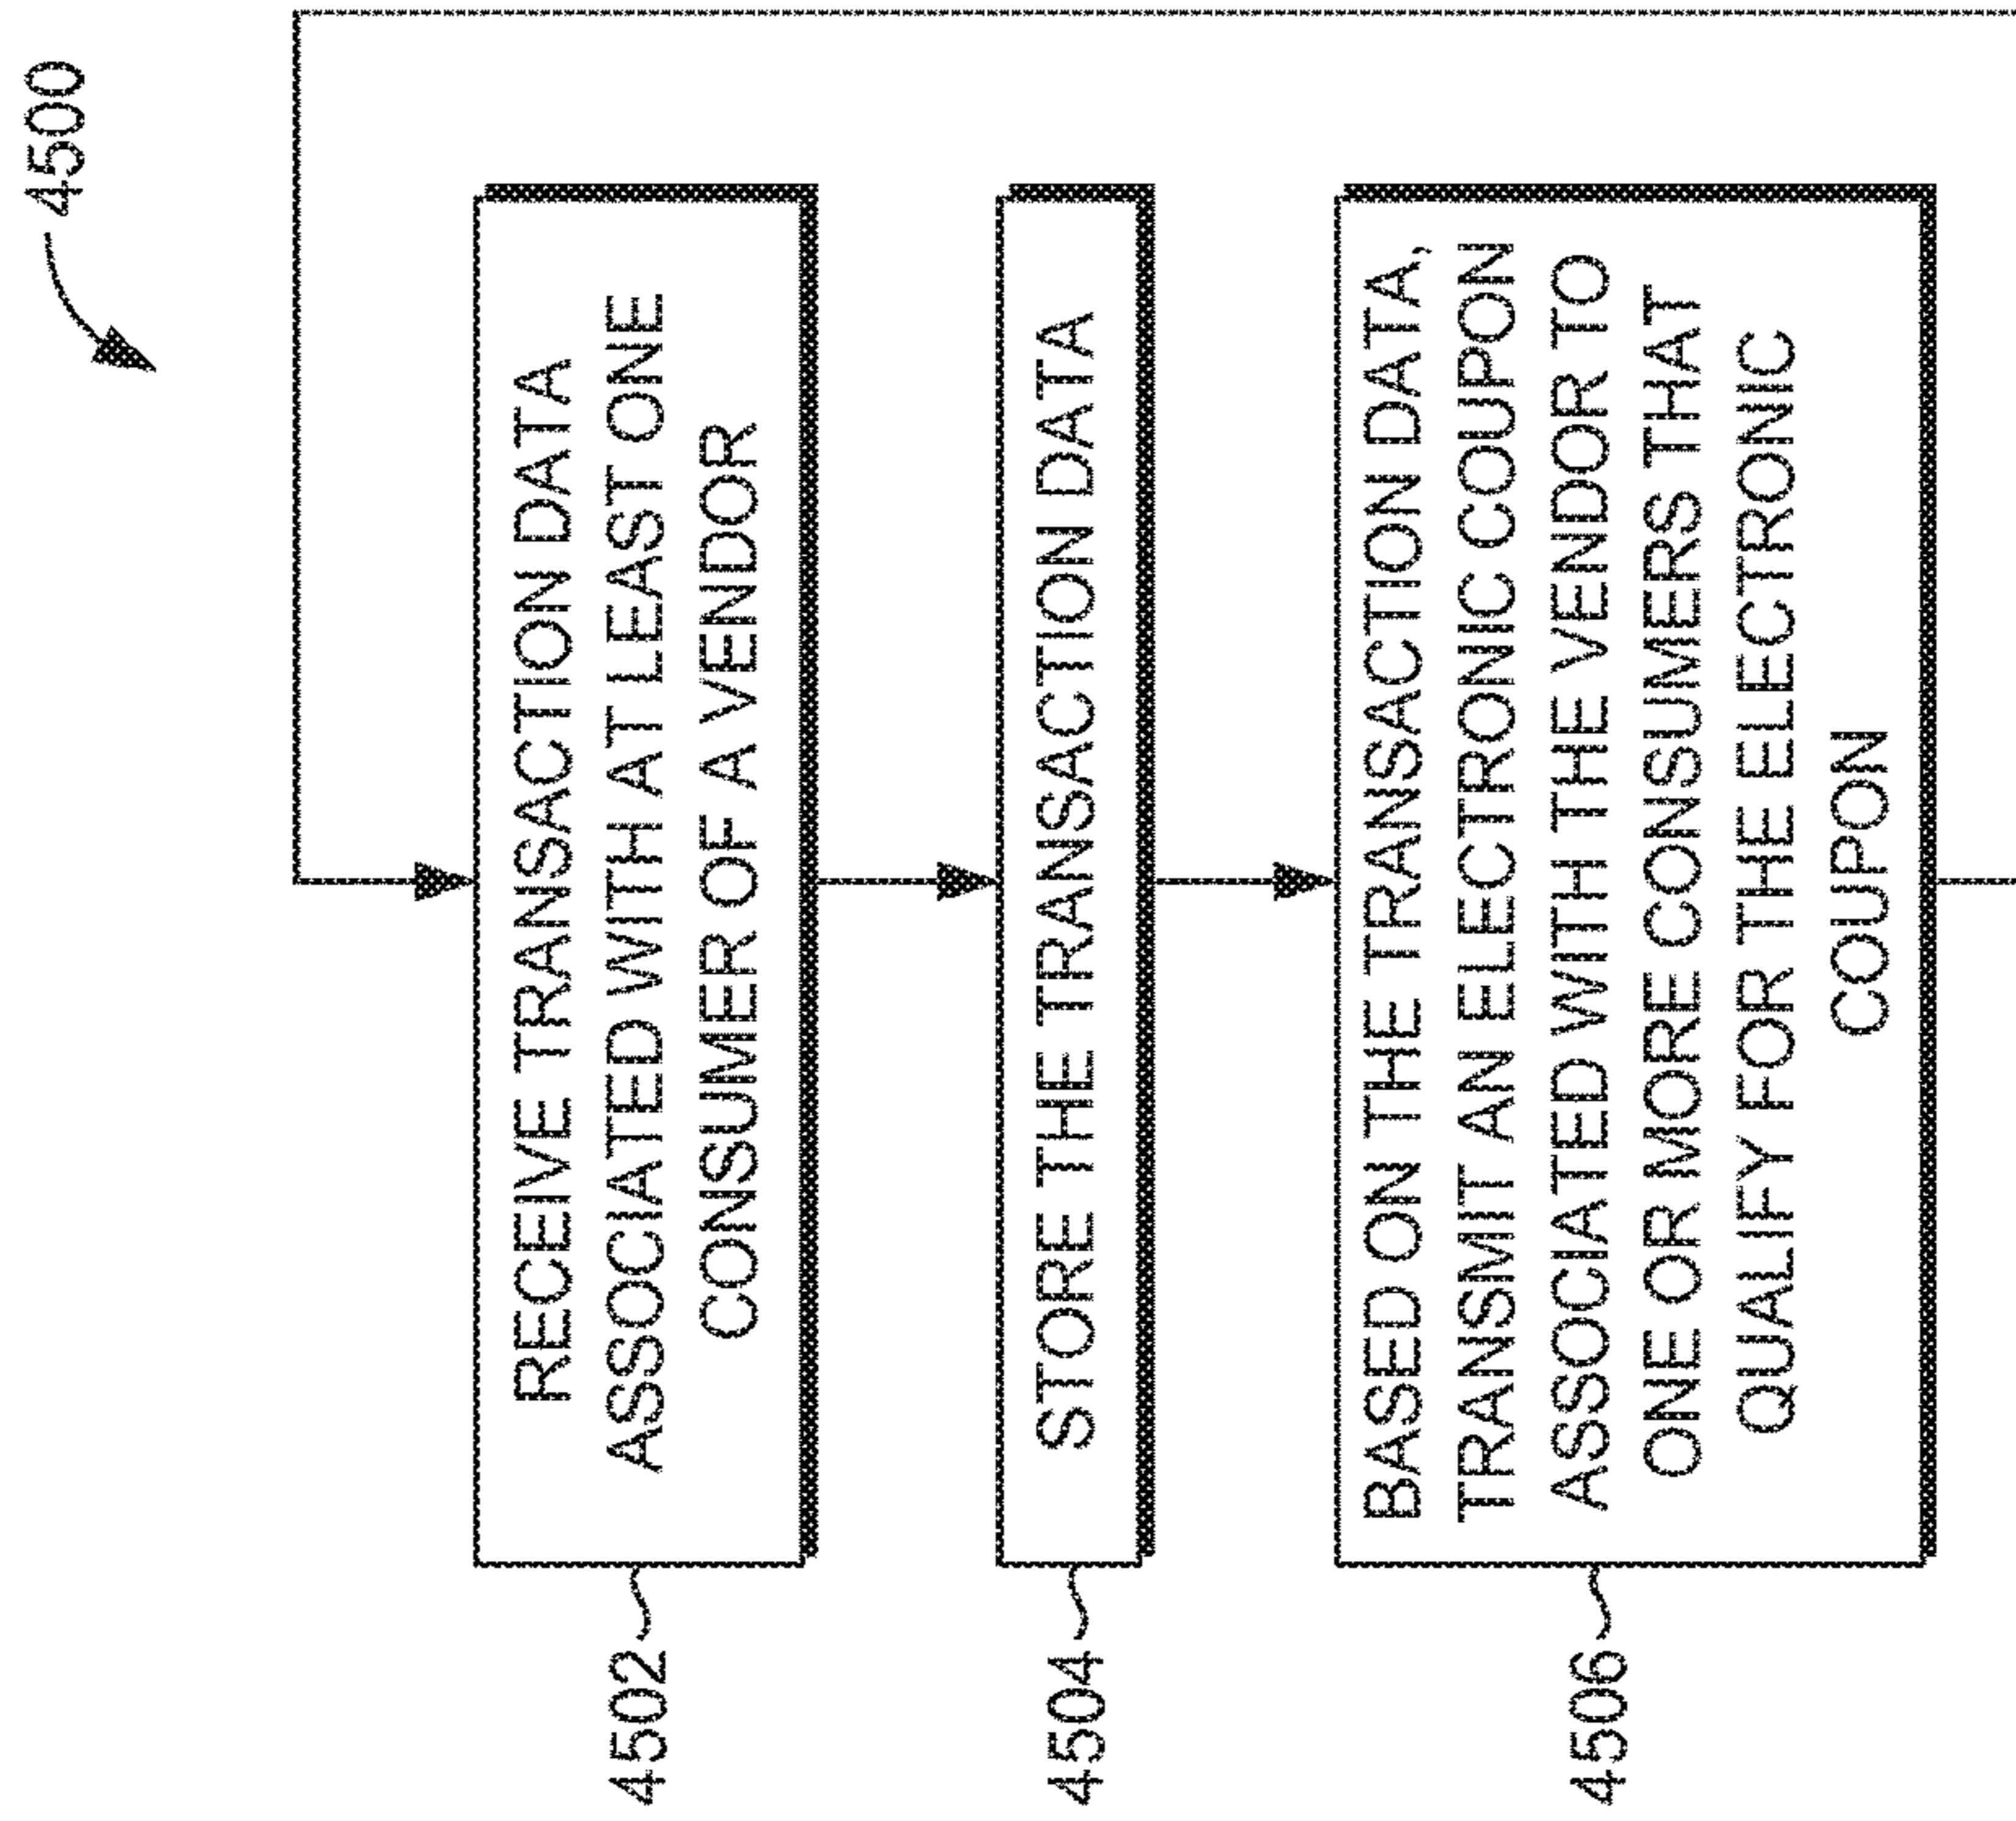 4500
4502
RECEIVE TRANSACTION DATA
ASSOCIATED WITH AT LEAST ONE
CONSUMER OF A VENDOR
4504
STORE THE TRANSACTION DATA
4506
BASED ON THE TRANSACTION DATA,
TRANSMIT AN ELECTRONIC COUPON
ASSOCIATED WITH THE VENDOR TO
ONE OR MORE CONSUMERS THAT
QUALIFY FOR THE ELECTRONIC
COUPON